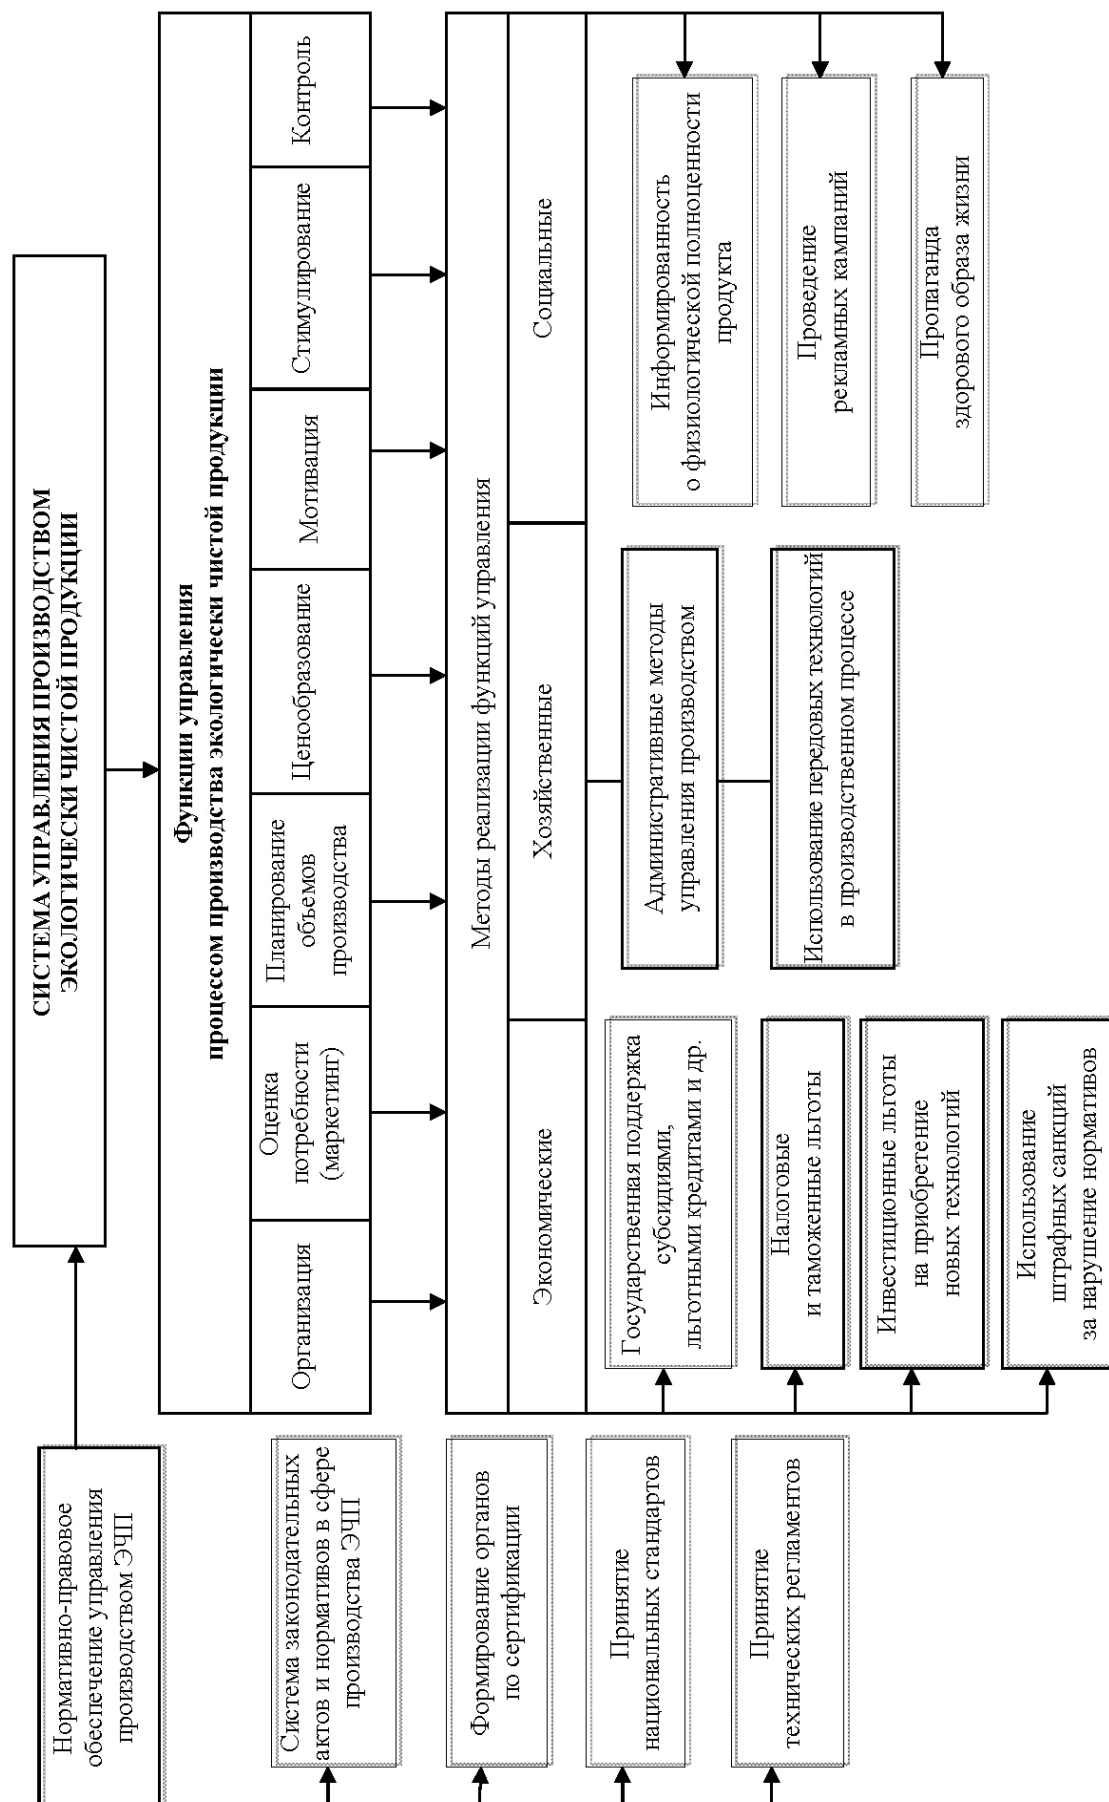 СИСТЕМА УПРАВЛЕНИЯ ПРОИЗВОДСТВОМ
ЭКОЛОГИЧЕСКИ ЧИСТОЙ ПРОДУКЦИИ
Нормативно-правовое
обеспечение управления
производством ЭЧП
Функции управления
процессом производства экологически чистой продукции
Организация
Оценка
потребности
(маркетинг)
Планирование
объемов
производства
Ценообразование
Мотивация
Стимулирование
Контроль
Система законодательных
актов и нормативов в сфере
производства ЭЧП
Формирование органов
по сертификации
Принятие
национальных стандартов
Принятие
технических регламентов
Методы реализации функций управления
Экономические
Хозяйственные
Социальные
Государственная поддержка
субсидиями,
льготными кредитами и др.
Налоговые
и таможенные льготы
Инвестиционные льготы
на приобретение
новых технологий
Использование
штрафных санкций
за нарушение нормативов
Административные методы
управления производством
Использование передовых технологий
в производственном процессе
Информированность
о физиологической полноценности
продукта
Проведение
рекламных кампаний
Пропаганда
здорового образа жизни